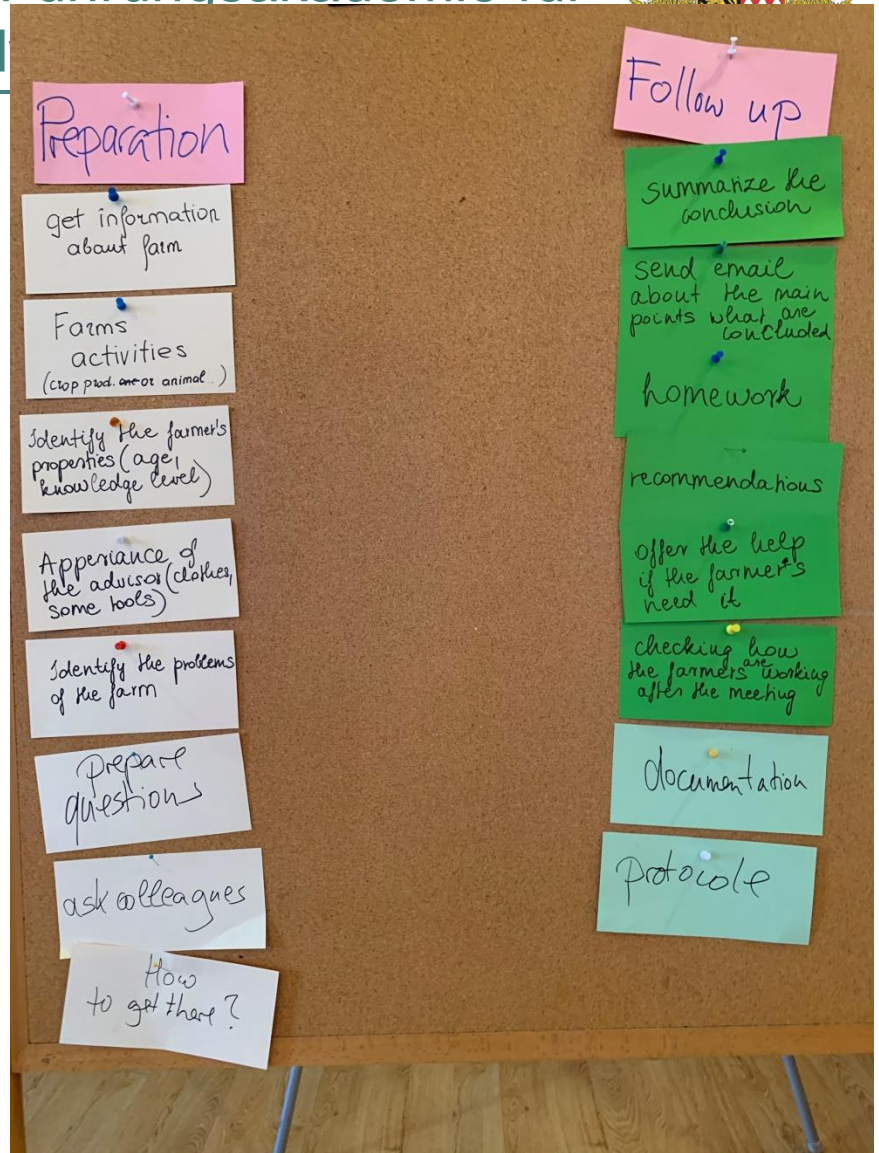 Preparation
get information
about farm
Farms
activities
(crop prod. or animal..)
Identify the farmer's
properties (age,
knowledge level)
Apperiance of
the advisor (clothes,
some tools)
Identify the problems
of the farm
Prepare
questions
ask colleagues
How
to get there?
Follow up
summarize the
conclusion
send email
about the main
points what are
concluded
homework
recommendations
offer the help
if the farmer's
need it
checking how
the farmers are working
after the meeting
documentation
protocole